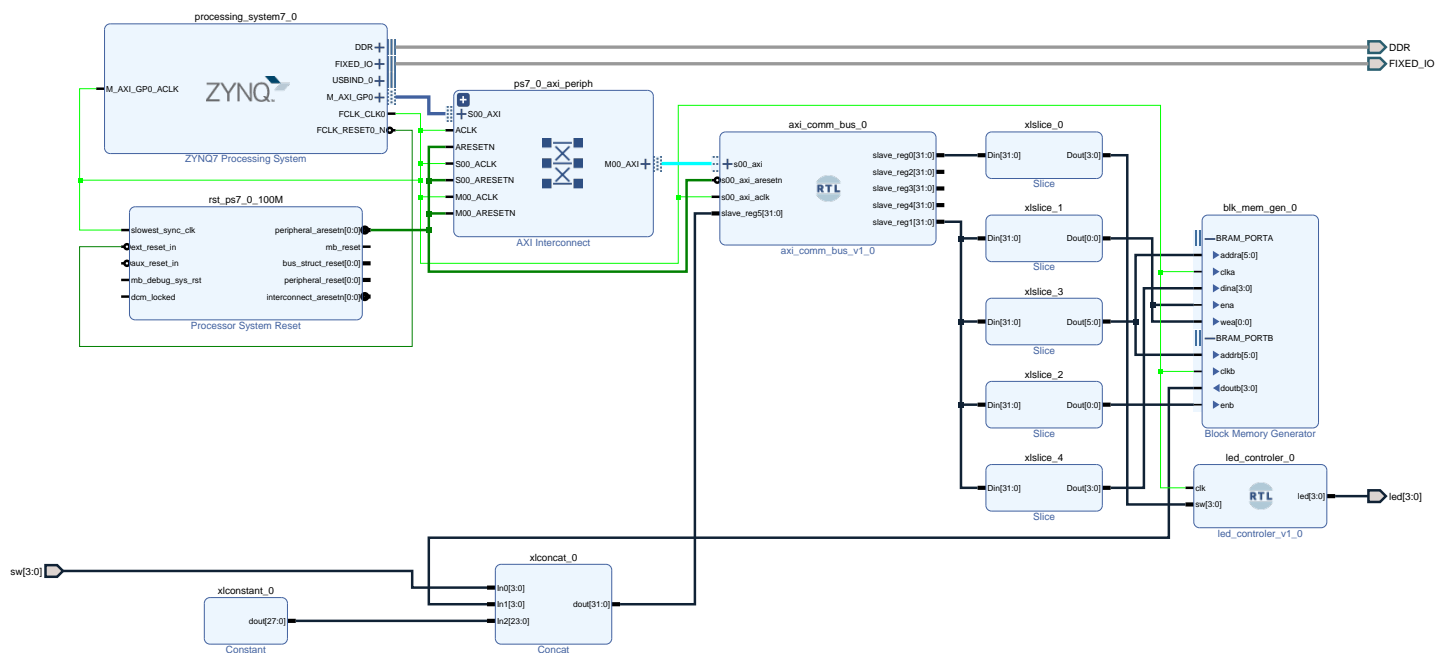 processing_system7_0
DDR
FIXED_IO
USBIND_0
M_AXI_GP0_ACLK
M_AXI_GP0
FCLK_CLK0
FCLK_RESET0_N
ZYNQ
ZYNQ7 Processing System
DDR
FIXED_IO
ps7_0_axi_periph
S00_AXI
ACLK
ARESETN
S00_ACLK
S00_ARESETN
M00_ACLK
M00_ARESETN
M00_AXI
AXI Interconnect
rst_ps7_0_100M
slowest_sync_clk
ext_reset_in
aux_reset_in
mb_debug_sys_rst
dcm_locked
peripheral_aresetn[0:0]
mb_reset
bus_struct_reset[0:0]
peripheral_reset[0:0]
interconnect_aresetn[0:0]
Processor System Reset
axi_comm_bus_0
s00_axi
s00_axi_aresetn
s00_axi_aclk
slave_reg5[31:0]
RTL
slave_reg0[31:0]
slave_reg2[31:0]
slave_reg3[31:0]
slave_reg4[31:0]
slave_reg1[31:0]
axi_comm_bus_v1_0
xlslice_0
Din[31:0]
Dout[3:0]
Slice
xlslice_1
Din[31:0]
Dout[0:0]
Slice
xlslice_3
Din[31:0]
Dout[5:0]
Slice
xlslice_2
Din[31:0]
Dout[0:0]
Slice
xlslice_4
Din[31:0]
Dout[3:0]
Slice
blk_mem_gen_0
BRAM_PORTA
addra[5:0]
clka
dina[3:0]
ena
wea[0:0]
BRAM_PORTB
addrb[5:0]
clkb
doutb[3:0]
enb
Block Memory Generator
led_controler_0
clk
sw[3:0]
RTL
led[3:0]
led_controler_v1_0
led[3:0]
sw[3:0]
xlconstant_0
dout[27:0]
Constant
xlconcat_0
In0[3:0]
In1[3:0]
In2[23:0]
dout[31:0]
Concat